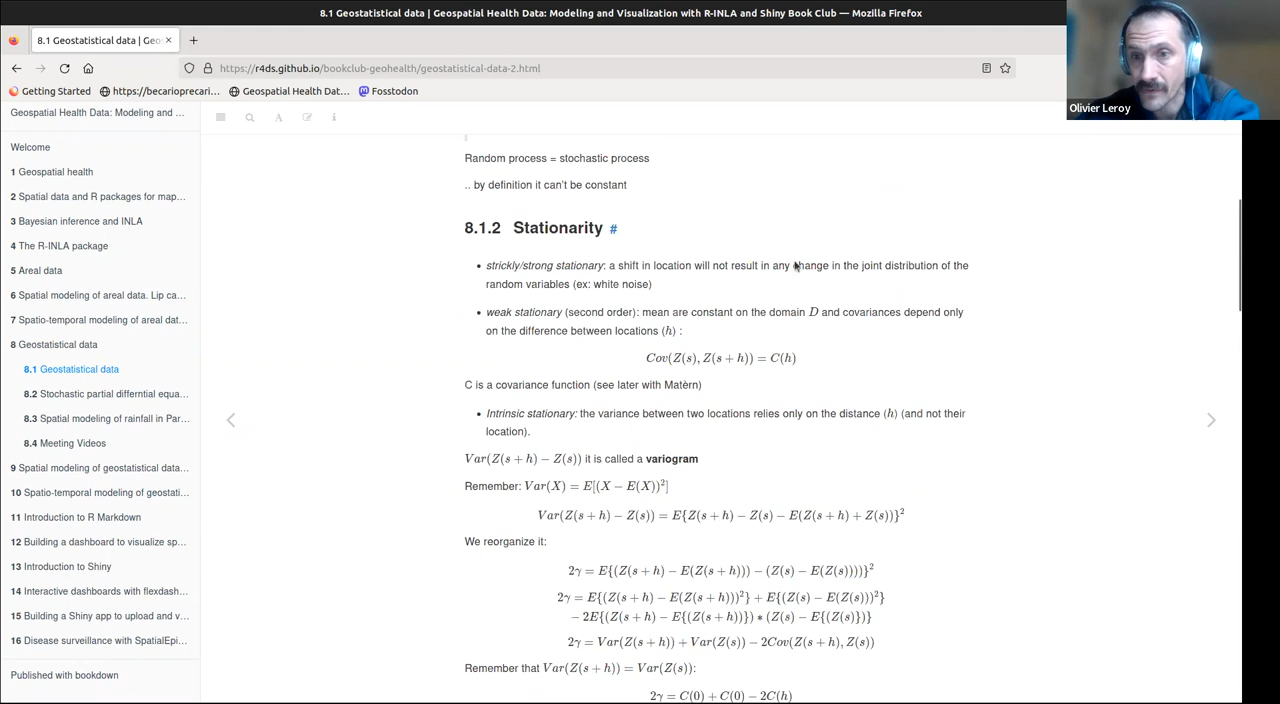 8.1 Geostatistical data | Geospatial Health Data: Modeling and Visualization with R-INLA and Shiny Book Club — Mozilla Firefox
8.1 Geostatistical data | Geo
https://r4ds.github.io/bookclub-geohealth/geostatistical-data-2.html
Getting Started https://becarioprecari... Geospatial Health Dat... Fosstodon
Olivier Leroy
Geospatial Health Data: Modeling and ...
Welcome
1 Geospatial health
2 Spatial data and R packages for map...
3 Bayesian inference and INLA
4 The R-INLA package
5 Areal data
6 Spatial modeling of areal data. Lip ca...
7 Spatio-temporal modeling of areal dat...
8 Geostatistical data
8.1 Geostatistical data
8.2 Stochastic partial differntial equa...
8.3 Spatial modeling of rainfall in Par...
8.4 Meeting Videos
9 Spatial modeling of geostatistical data...
10 Spatio-temporal modeling of geostati...
11 Introduction to R Markdown
12 Building a dashboard to visualize sp...
13 Introduction to Shiny
14 Interactive dashboards with flexdash...
15 Building a Shiny app to upload and v...
16 Disease surveillance with SpatialEpi...
Published with bookdown
Random process = stochastic process
.. by definition it can't be constant
8.1.2 Stationarity #
• strickly/strong stationary: a shift in location will not result in any change in the joint distribution of the
random variables (ex: white noise)
• weak stationary (second order): mean are constant on the domain D and covariances depend only
on the difference between locations (h) :
Cov(Z(s), Z(s + h)) = C(h)
C is a covariance function (see later with Matèrn)
• Intrinsic stationary: the variance between two locations relies only on the distance (h) (and not their
location).
Var(Z(s + h) − Z(s)) it is called a variogram
Remember: Var(X) = E[(X − E(X))²]
Var(Z(s + h) − Z(s)) = E{Z(s + h) − Z(s) − E(Z(s + h) + Z(s))}²
We reorganize it:
2γ = E{(Z(s + h) − E(Z(s + h))) − (Z(s) − E(Z(s)))}²
2γ = E{(Z(s + h) − E(Z(s + h)))²} + E{(Z(s) − E(Z(s)))²}
− 2E{(Z(s + h) − E{(Z(s + h))}) ∗ (Z(s) − E{(Z(s)})}
2γ = Var(Z(s + h)) + Var(Z(s)) − 2Cov(Z(s + h), Z(s))
Remember that Var(Z(s + h)) = Var(Z(s)):
2γ = C(0) + C(0) − 2C(h)